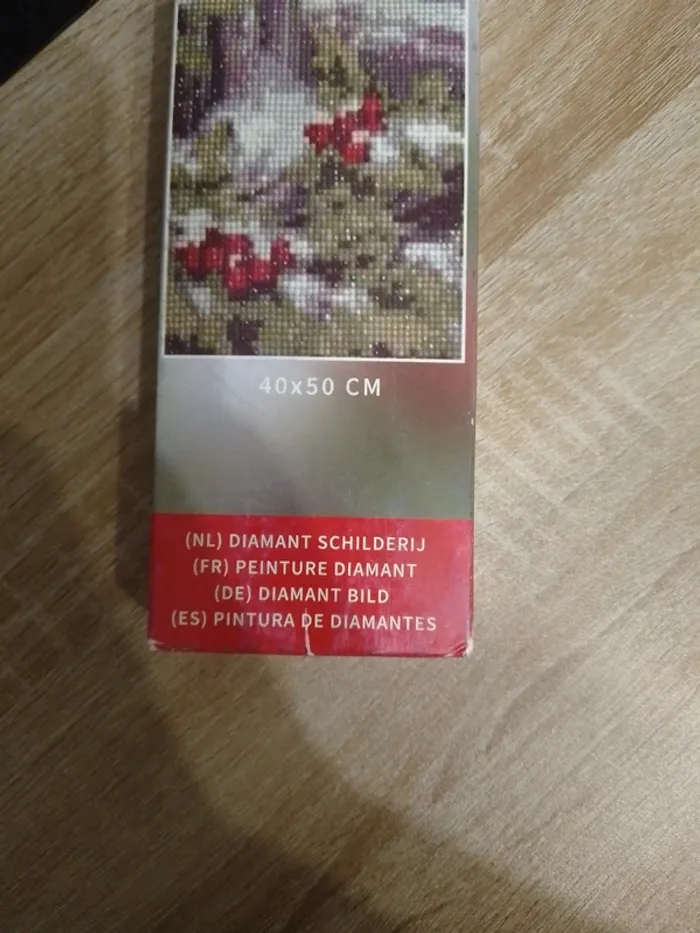 40x50 CM
(NL) DIAMANT SCHILDERIJ
(FR) PEINTURE DIAMANT
(DE) DIAMANT BILD
(ES) PINTURA DE DIAMANTES